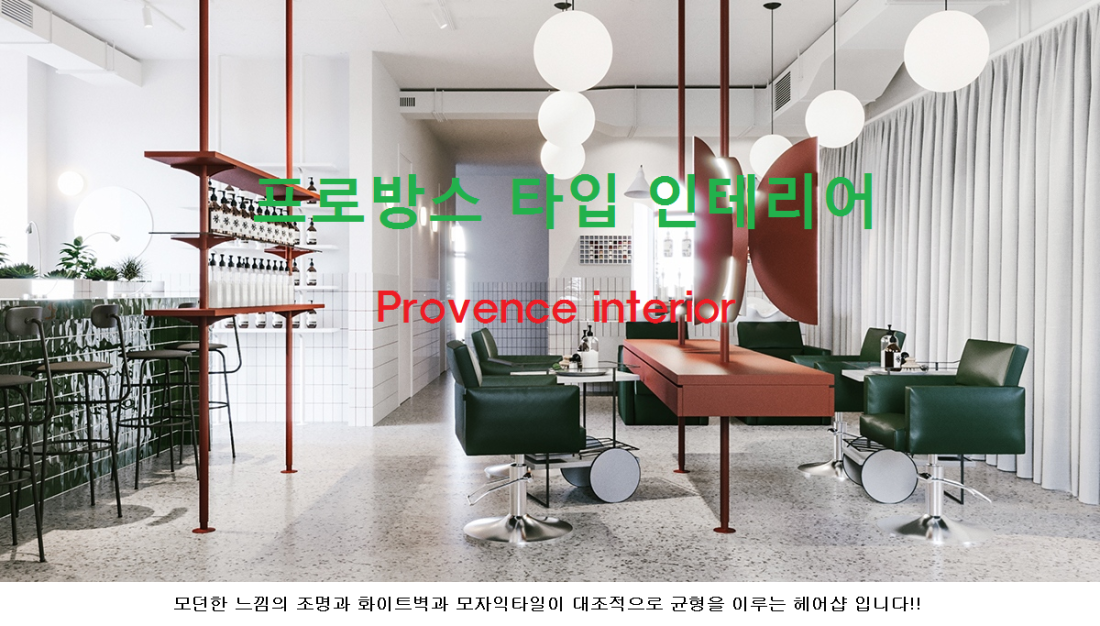 프로방스 타입 인테리어
Provence interior
모던한 느낌의 조명과 화이트벽과 모자익타일이 대조적으로 균형을 이루는 헤어샵 입니다!!